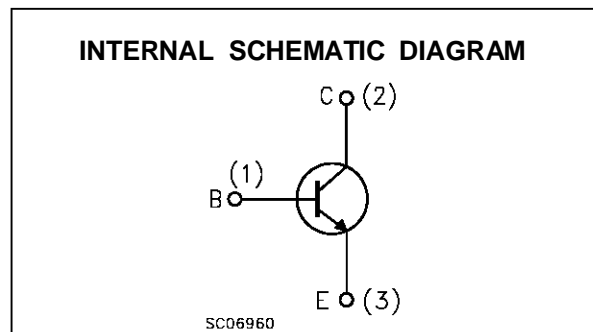 INTERNAL SCHEMATIC DIAGRAM
C (2)
(1)
B
E (3)
SC06960